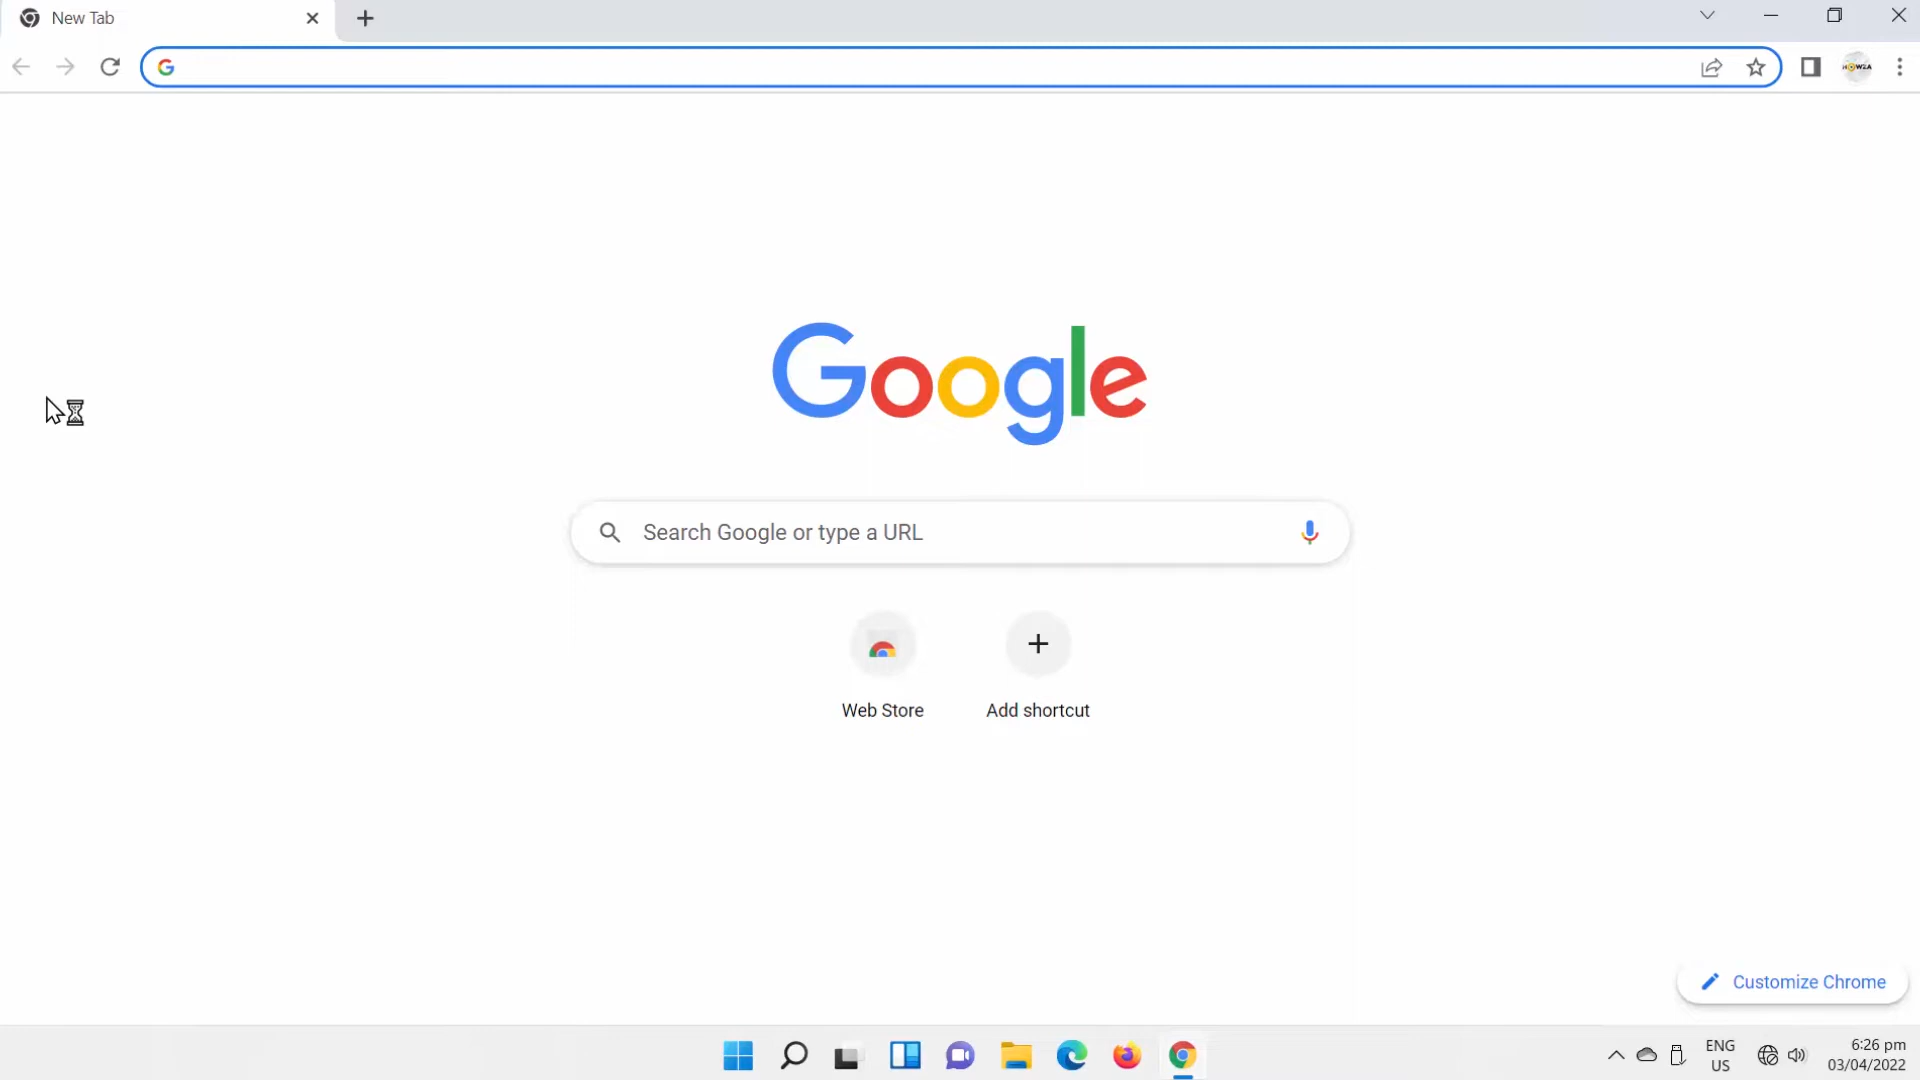 New Tab
Google
Search Google or type a URL
Web Store
Add shortcut
Customize Chrome
ENG
US
6:26 pm
03/04/2022